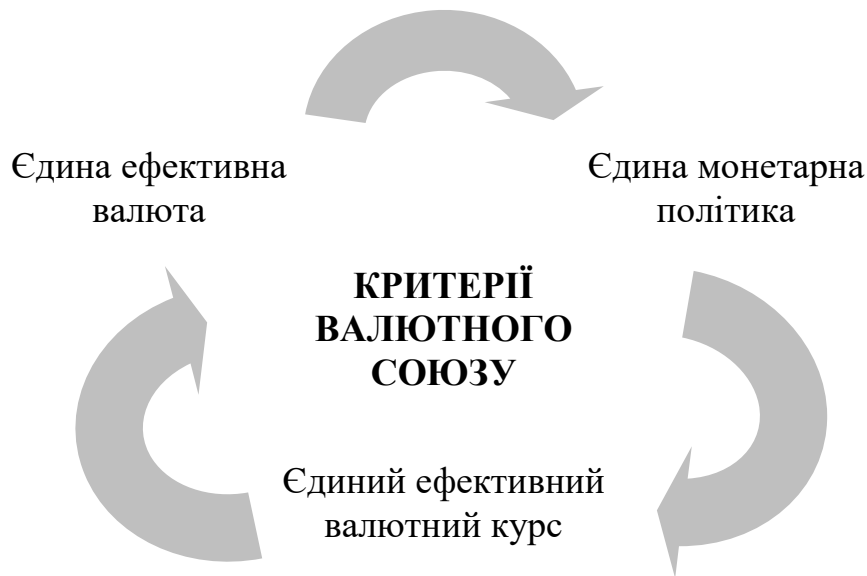 Єдина ефективна
валюта
Єдина монетарна
політика
КРИТЕРІЇ
ВАЛЮТНОГО
СОЮЗУ
Єдиний ефективний
валютний курс